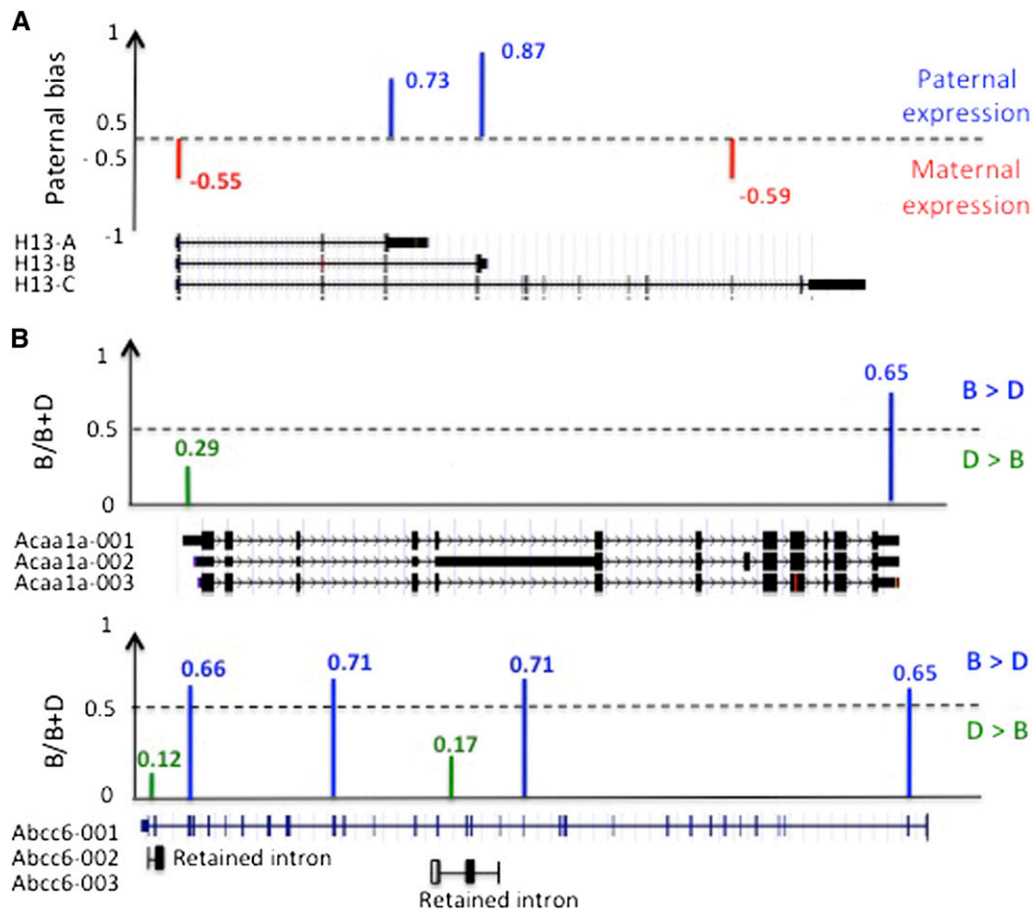 A
1
Paternal bias
0.5
- 0.5
-1
0.73
0.87
-0.55
-0.59
Paternal
expression
Maternal
expression
H13-A
H13-B
H13-C
B
1
B/B+D
0.5
0
0.29
0.65
B > D
D > B
Acaa1a-001
Acaa1a-002
Acaa1a-003
1
B/B+D
0.5
0
0.12
0.66
0.71
0.17
0.71
0.65
B > D
D > B
Abcc6-001
Abcc6-002 Retained intron
Abcc6-003
Retained intron